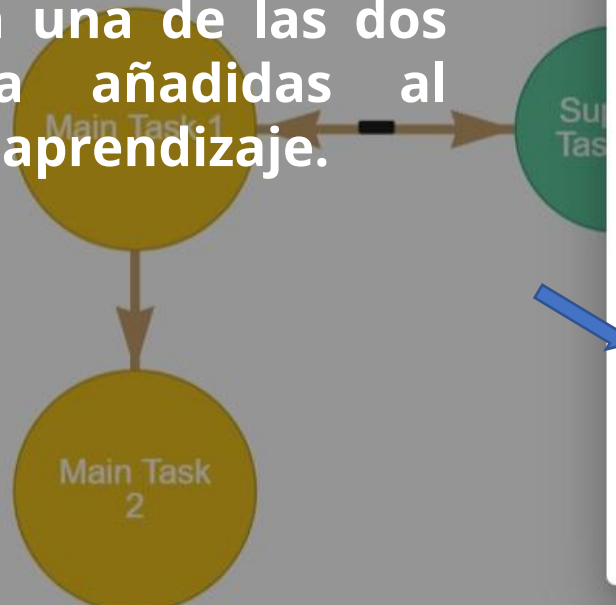 una de las dos
a añadidas al
aprendizaje.
Main Task 1
Main Task
2